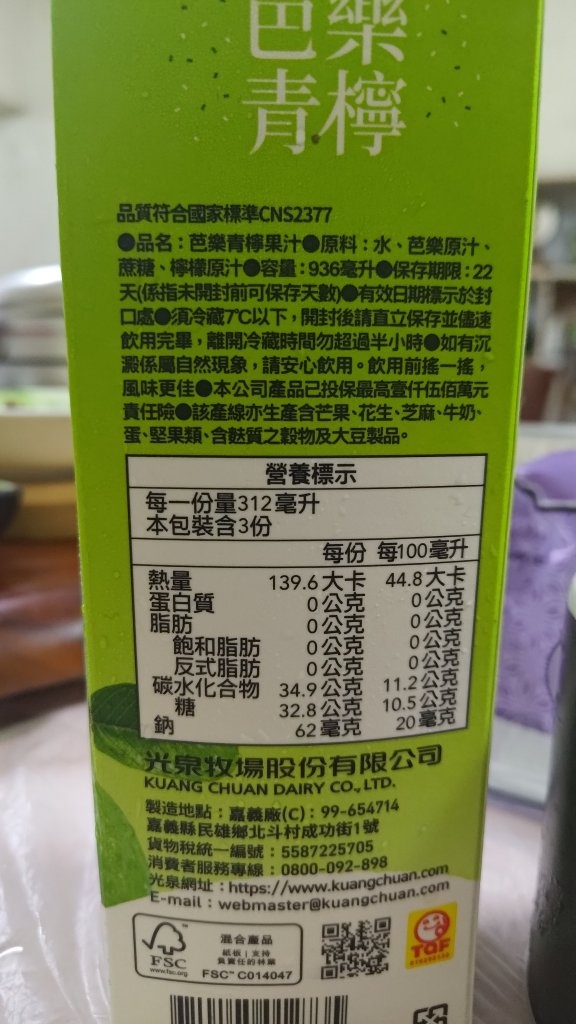 芭樂
青檸
品質符合國家標準CNS2377
●品名：芭樂青檸果汁●原料：水、芭樂原汁、
蔗糖、檸檬原汁●容量：936毫升●保存期限：22
天(係指未開封前可保存天數)●有效日期標示於封
口處●須冷藏7℃以下，開封後請直立保存並儘速
飲用完畢，離開冷藏時間勿超過半小時●如有沉
澱係屬自然現象，請安心飲用。飲用前搖一搖，
風味更佳●本公司產品已投保最高壹仟伍佰萬元
責任險●該產線亦生產含芒果、花生、芝麻、牛奶、
蛋、堅果類、含麩質之穀物及大豆製品。
營養標示
每一份量312毫升
本包裝含3份
每份 每100毫升
熱量 139.6大卡 44.8大卡
蛋白質 0公克 0公克
脂肪 0公克 0公克
飽和脂肪 0公克 0公克
反式脂肪 0公克 0公克
碳水化合物 34.9公克 11.2公克
糖 32.8公克 10.5公克
鈉 62毫克 20毫克
光泉牧場股份有限公司
KUANG CHUAN DAIRY CO., LTD.
製造地點：嘉義廠(C)：99-654714
嘉義縣民雄鄉北斗村成功街1號
貨物稅統一編號：5587225705
消費者服務專線：0800-092-898
光泉網址：https://www.kuangchuan.com
E-mail：webmaster@kuangchuan.com
FSC
www.fsc.org
混合產品
紙板｜支持
負責任的林業
FSC™ C014047
TQF